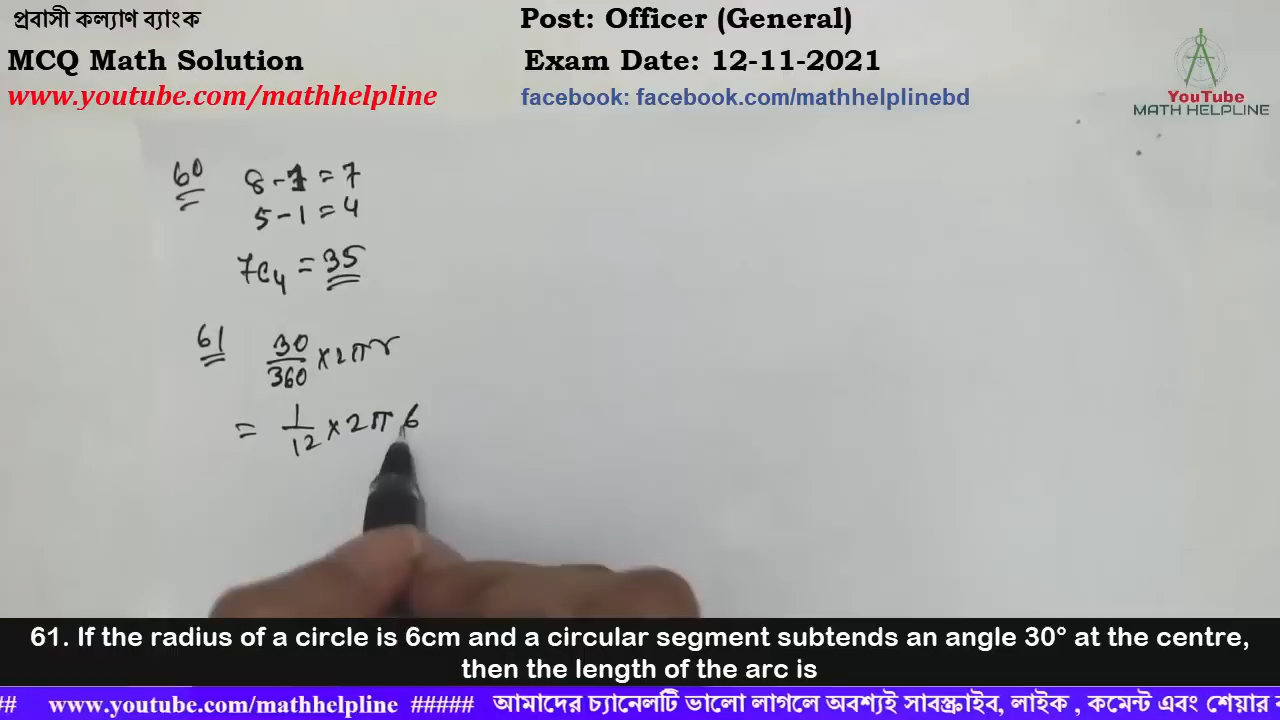 প্রবাসী কল্যাণ ব্যাংক
Post: Officer (General)
MCQ Math Solution
Exam Date: 12-11-2021
www.youtube.com/mathhelpline
facebook: facebook.com/mathhelplinebd
YouTube
MATH HELPLINE
60 8-1=7
5-1=4
7C4 = 35
61 30/360 × 2πr
= 1/12 × 2π6
61. If the radius of a circle is 6cm and a circular segment subtends an angle 30° at the centre,
then the length of the arc is
## www.youtube.com/mathhelpline ##### আমাদের চ্যানেলটি ভালো লাগলে অবশ্যই সাবস্ক্রাইব, লাইক , কমেন্ট এবং শেয়ার